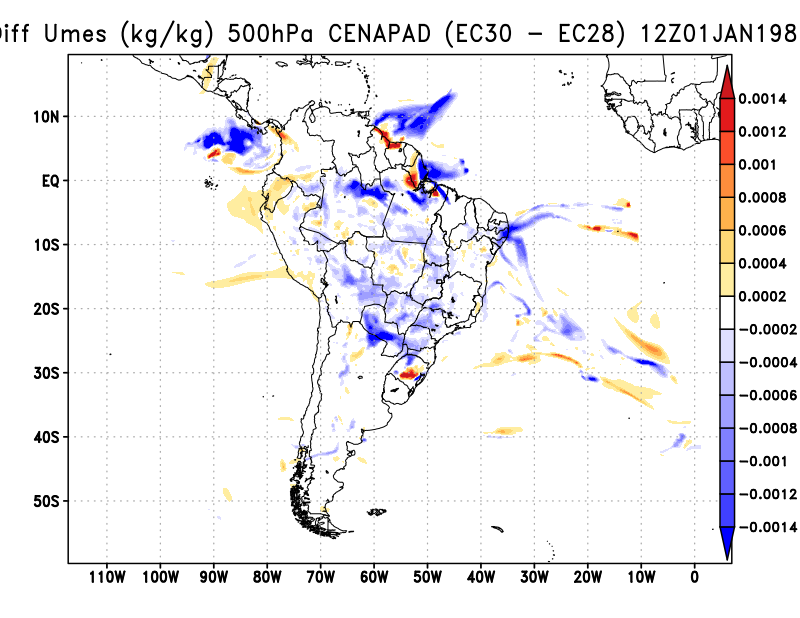 Diff Umes (kg/kg) 500hPa CENAPAD (EC30 - EC28) 12Z01JAN198
10N
EQ
10S
20S
30S
40S
50S
110W 100W 90W 80W 70W 60W 50W 40W 30W 20W 10W 0
0.0014
0.0012
0.001
0.0008
0.0006
0.0004
0.0002
-0.0002
-0.0004
-0.0006
-0.0008
-0.001
-0.0012
-0.0014